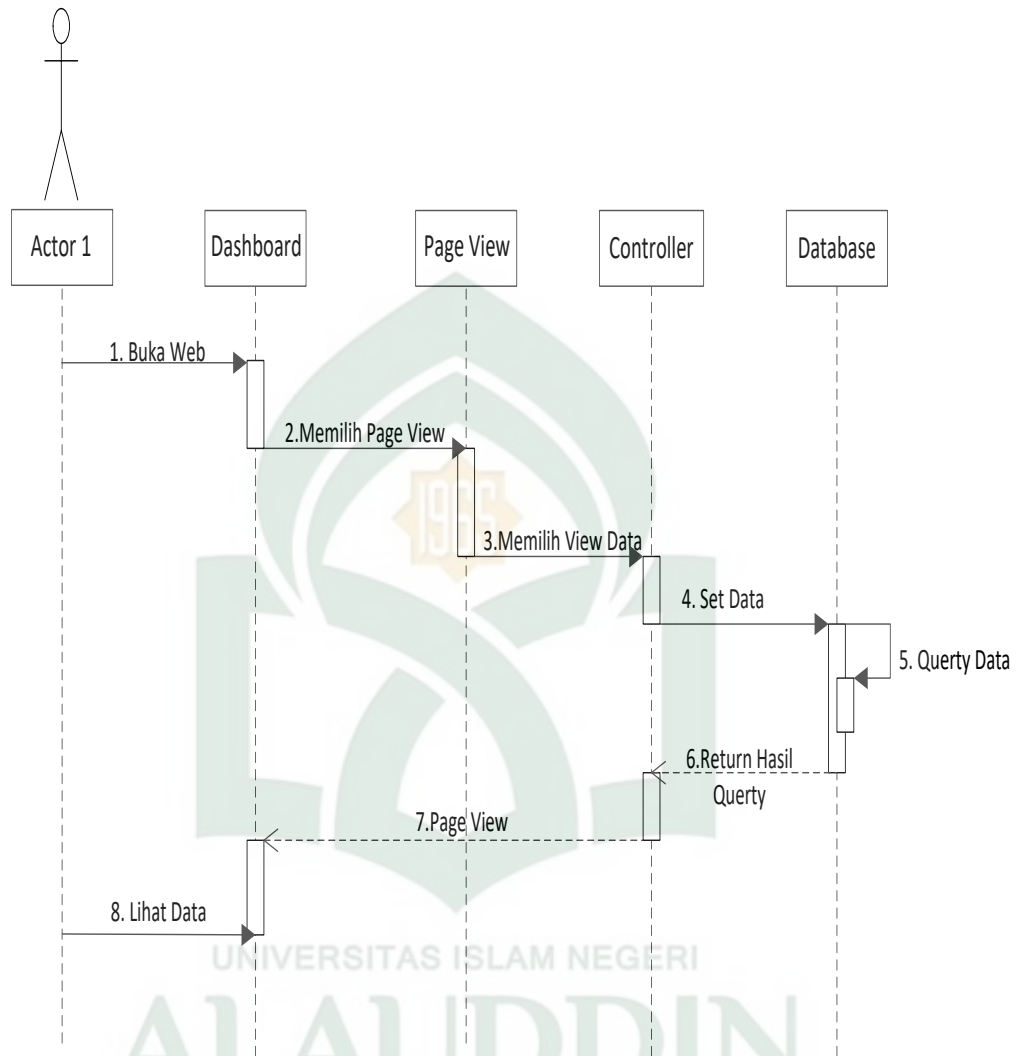 Actor 1
Dashboard
Page View
Controller
Database
1. Buka Web
2.Memilih Page View
1965
3.Memilih View Data
4. Set Data
5. Querty Data
6.Return Hasil
Querty
7.Page View
8. Lihat Data
UNIVERSITAS ISLAM NEGERI
ALAUDDIN